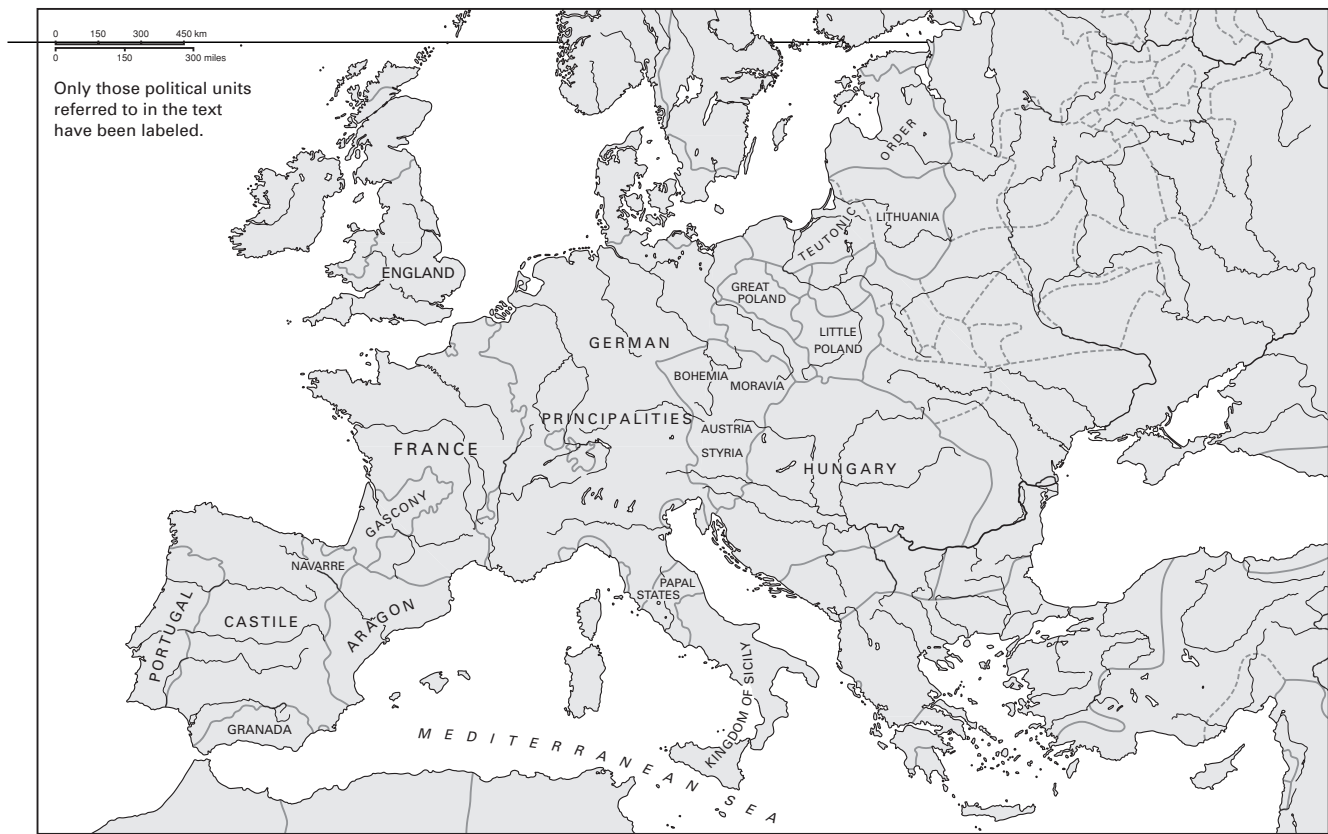 0 150 300 450 km
0 150 300 miles
Only those political units
referred to in the text
have been labeled.
ORDER
TEUTONIC
LITHUANIA
ENGLAND
GREAT
POLAND
LITTLE
POLAND
GERMAN
BOHEMIA
MORAVIA
PRINCIPALITIES
AUSTRIA
STYRIA
FRANCE
HUNGARY
GASCONY
NAVARRE
PAPAL
STATES
PORTUGAL
CASTILE
ARAGON
KINGDOM OF SICILY
GRANADA
MEDITERRANEAN SEA